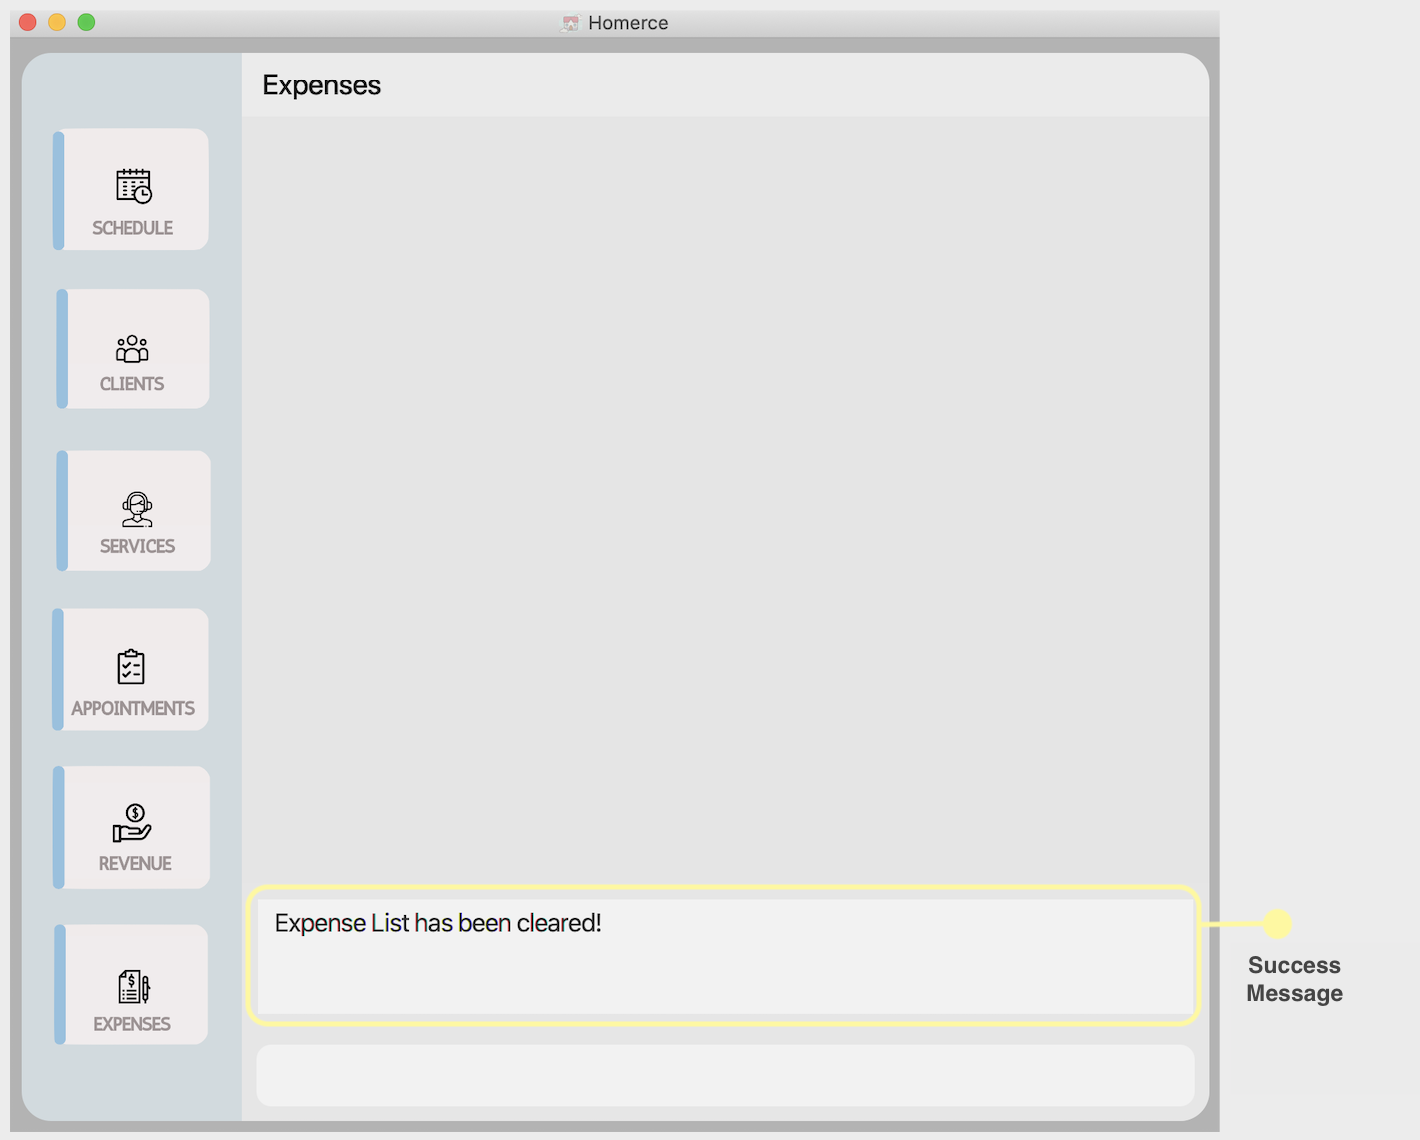 Homerce
Expenses
SCHEDULE
CLIENTS
SERVICES
APPOINTMENTS
REVENUE
EXPENSES
Expense List has been cleared!
Success
Message